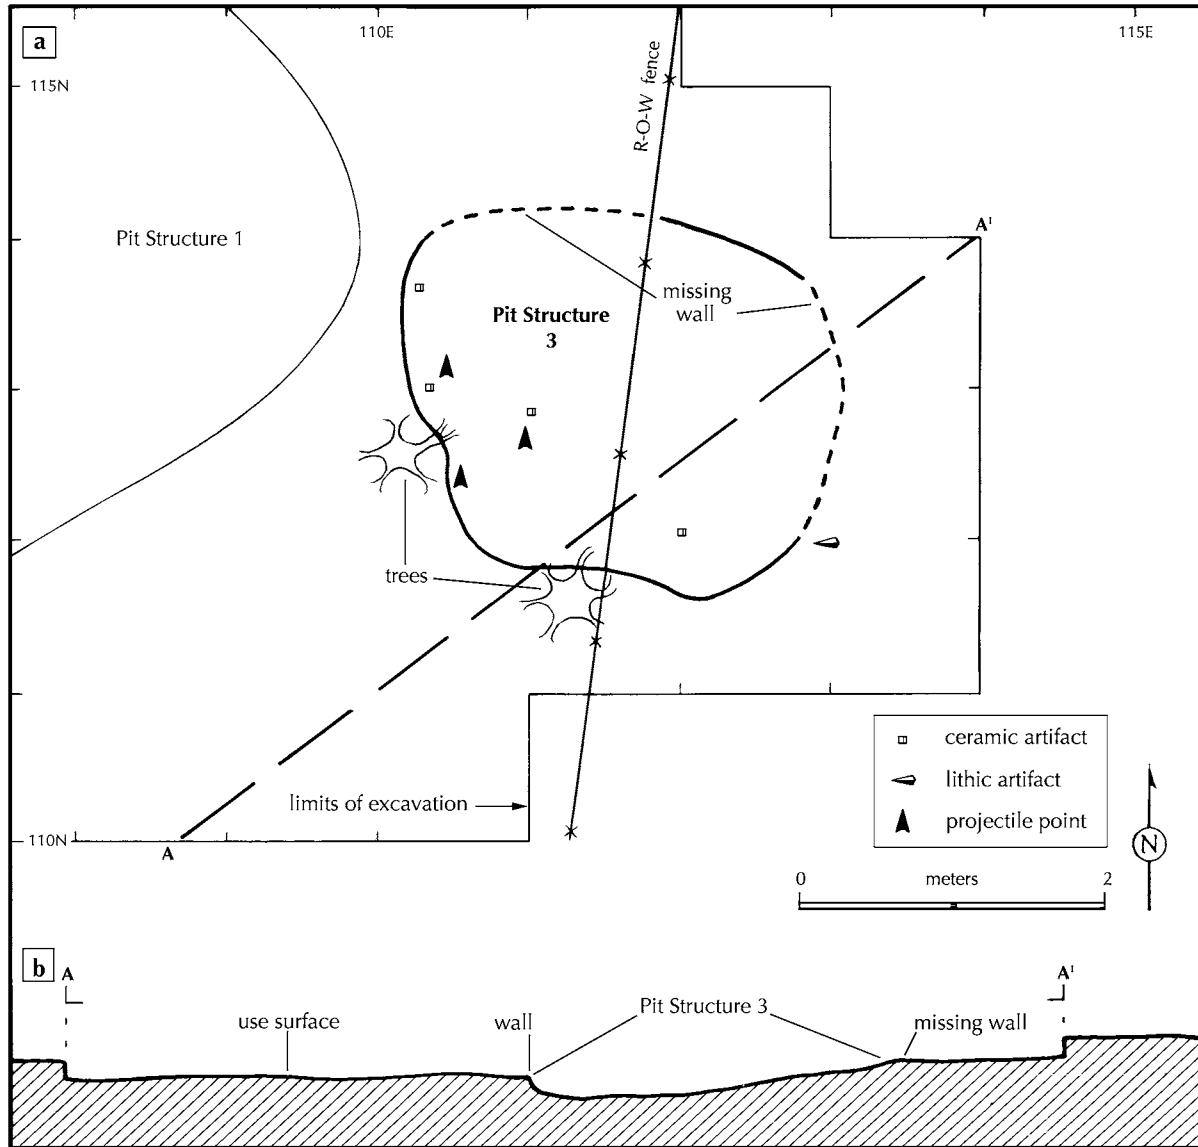 a
110E
115E
115N
R-O-W fence
Pit Structure 1
A'
missing
wall
Pit Structure
3
trees
limits of excavation
110N
A
ceramic artifact
lithic artifact
projectile point
N
0 meters 2
b
A
A'
use surface
wall
Pit Structure 3
missing wall